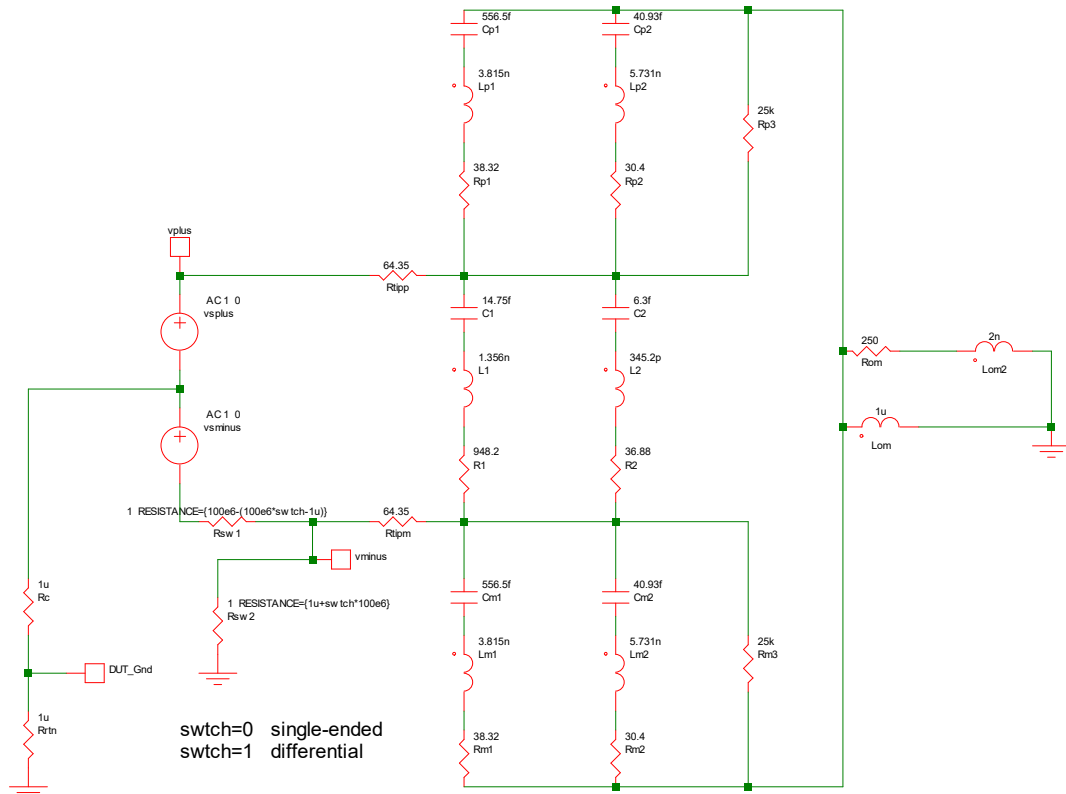 556.5f
Cp1
40.93f
Cp2
3.815n
Lp1
5.731n
Lp2
25k
Rp3
38.32
Rp1
30.4
Rp2
vplus
64.35
Rtipp
AC 1 0
vsplus
14.75f
C1
6.3f
C2
1.356n
L1
345.2p
L2
250
Rom
2n
Lom2
AC 1 0
vsminus
1u
Lom
948.2
R1
36.88
R2
1 RESISTANCE={100e6-(100e6*swtch-1u)}
Rsw1
64.35
Rtipm
vminus
1u
Rc
1 RESISTANCE={1u+swtch*100e6}
Rsw2
556.5f
Cm1
40.93f
Cm2
3.815n
Lm1
5.731n
Lm2
25k
Rm3
DUT_Gnd
1u
Rrtn
38.32
Rm1
30.4
Rm2
swtch=0 single-ended
swtch=1 differential